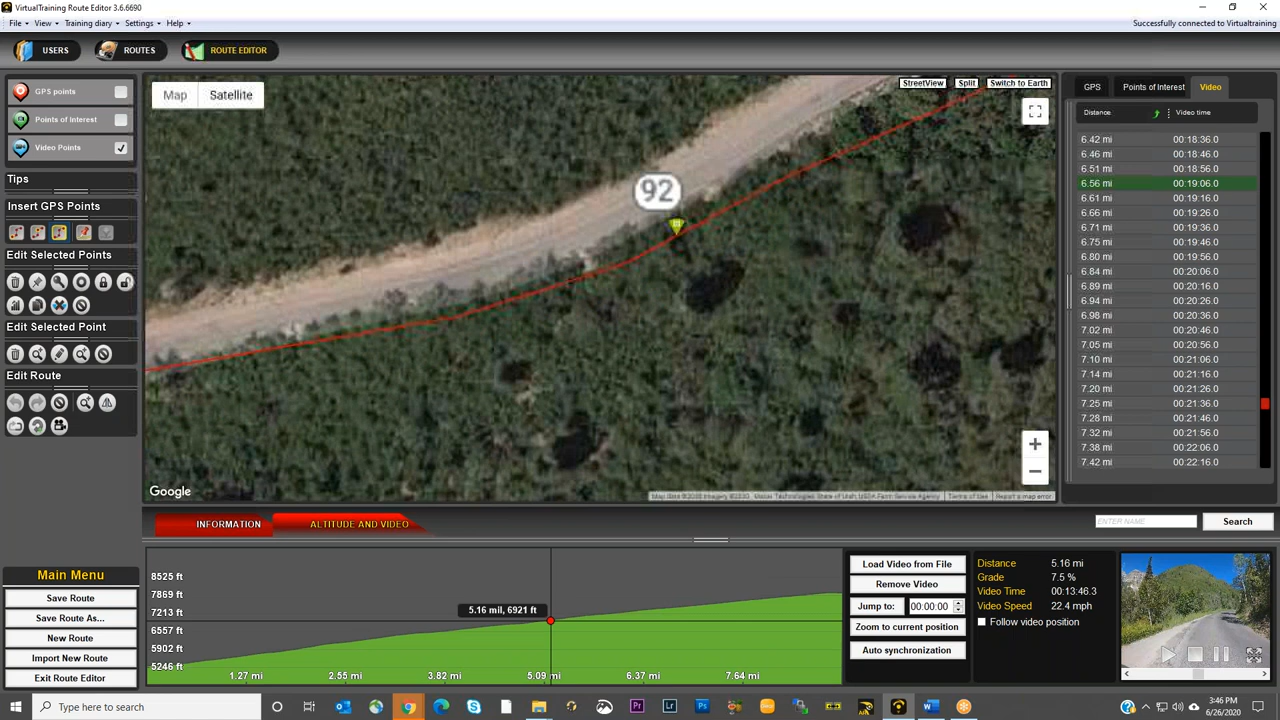 VirtualTraining Route Editor 3.6.6690
File View Training diary Settings Help Successfully connected to Virtualtraining
USERS ROUTES ROUTE EDITOR
GPS points
Points of Interest
Video Points
Tips
Insert GPS Points
Edit Selected Points
Edit Selected Point
Edit Route
Map Satellite
StreetView Split Switch to Earth
92
Google
Terms of Use Report a map error
GPS Points of Interest Video
Distance Video time
6.42 mi 00:18:36.0
6.46 mi 00:18:46.0
6.51 mi 00:18:56.0
6.56 mi 00:19:06.0
6.61 mi 00:19:16.0
6.66 mi 00:19:26.0
6.71 mi 00:19:36.0
6.75 mi 00:19:46.0
6.80 mi 00:19:56.0
6.84 mi 00:20:06.0
6.89 mi 00:20:16.0
6.94 mi 00:20:26.0
6.98 mi 00:20:36.0
7.02 mi 00:20:46.0
7.05 mi 00:20:56.0
7.10 mi 00:21:06.0
7.14 mi 00:21:16.0
7.20 mi 00:21:26.0
7.25 mi 00:21:36.0
7.28 mi 00:21:46.0
7.32 mi 00:21:56.0
7.38 mi 00:22:06.0
7.42 mi 00:22:16.0
INFORMATION ALTITUDE AND VIDEO
ENTER NAME Search
Main Menu
Save Route
Save Route As...
New Route
Import New Route
Exit Route Editor
8525 ft
7869 ft
7213 ft
6557 ft
5902 ft
5246 ft
5.16 mil, 6921 ft
1.27 mi 2.55 mi 3.82 mi 5.09 mi 6.37 mi 7.64 mi
Load Video from File
Remove Video
Jump to: 00:00:00
Zoom to current position
Auto synchronization
Distance 5.16 mi
Grade 7.5 %
Video Time 00:13:46.3
Video Speed 22.4 mph
Follow video position
Type here to search
3:46 PM
6/26/2020